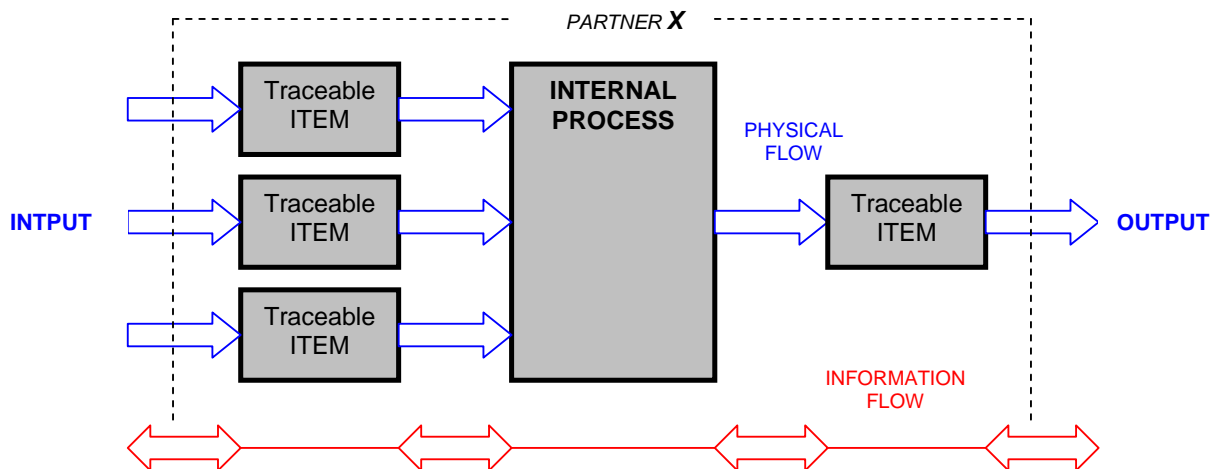 PARTNER X
Traceable
ITEM
INTERNAL
PROCESS
PHYSICAL
FLOW
INTPUT
Traceable
ITEM
Traceable
ITEM
OUTPUT
Traceable
ITEM
INFORMATION
FLOW